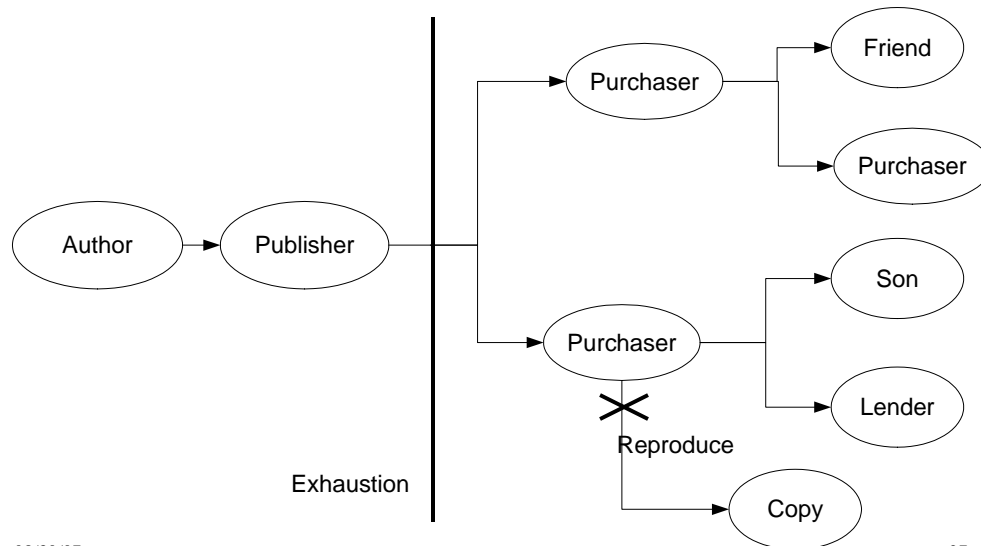 Friend
Purchaser
Purchaser
Author
Publisher
Son
Purchaser
Lender
Reproduce
Exhaustion
Copy